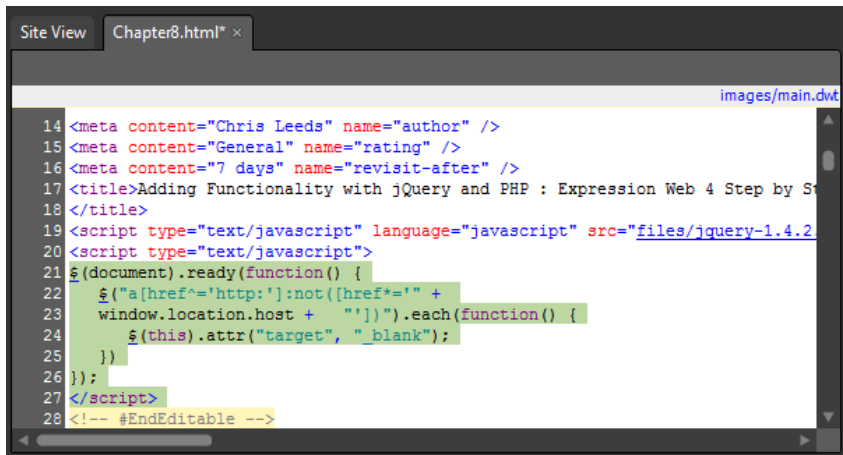 Site View Chapter8.html* ×
images/main.dwt
14 <meta content="Chris Leeds" name="author" />
15 <meta content="General" name="rating" />
16 <meta content="7 days" name="revisit-after" />
17 <title>Adding Functionality with jQuery and PHP : Expression Web 4 Step by St
18 </title>
19 <script type="text/javascript" language="javascript" src="files/jquery-1.4.2.
20 <script type="text/javascript">
21 $(document).ready(function() {
22 $("a[href^='http:']:not([href*='" +
23 window.location.host + "'])").each(function() {
24 $(this).attr("target", "_blank");
25 })
26 });
27 </script>
28 <!-- #EndEditable -->